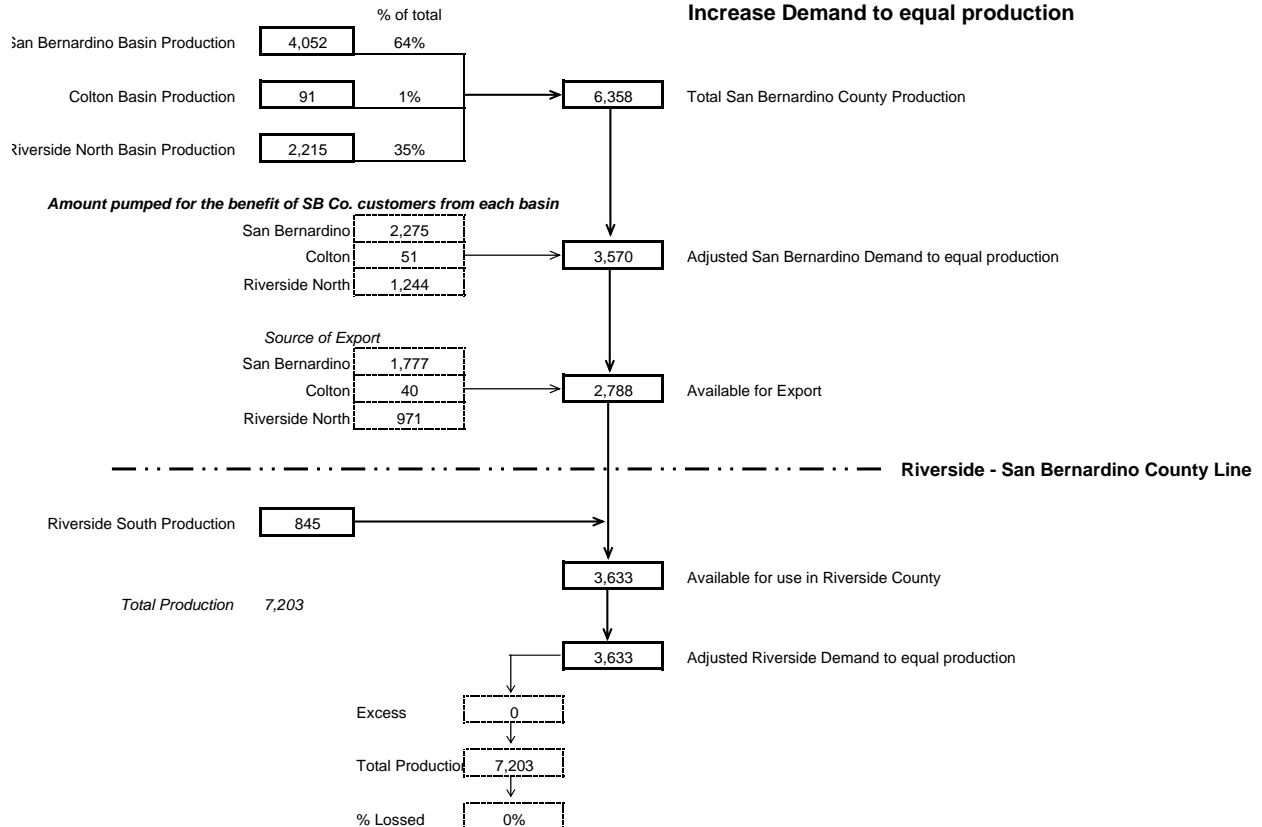 % of total
Increase Demand to equal production
San Bernardino Basin Production 4,052 64%
Colton Basin Production 91 1% 6,358 Total San Bernardino County Production
Riverside North Basin Production 2,215 35%
Amount pumped for the benefit of SB Co. customers from each basin
San Bernardino 2,275
Colton 51 3,570 Adjusted San Bernardino Demand to equal production
Riverside North 1,244
Source of Export
San Bernardino 1,777
Colton 40 2,788 Available for Export
Riverside North 971
Riverside - San Bernardino County Line
Riverside South Production 845
3,633 Available for use in Riverside County
Total Production 7,203
3,633 Adjusted Riverside Demand to equal production
Excess 0
Total Production 7,203
% Lossed 0%